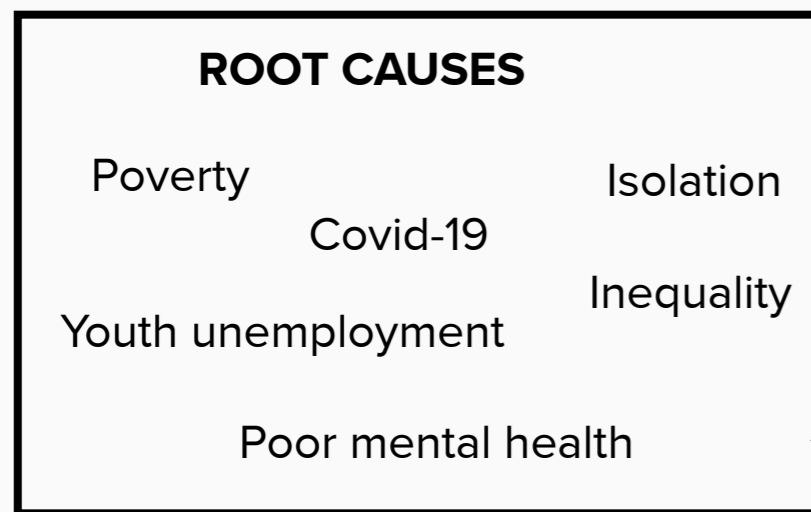 ROOT CAUSES
Poverty
Isolation
Covid-19
Inequality
Youth unemployment
Poor mental health